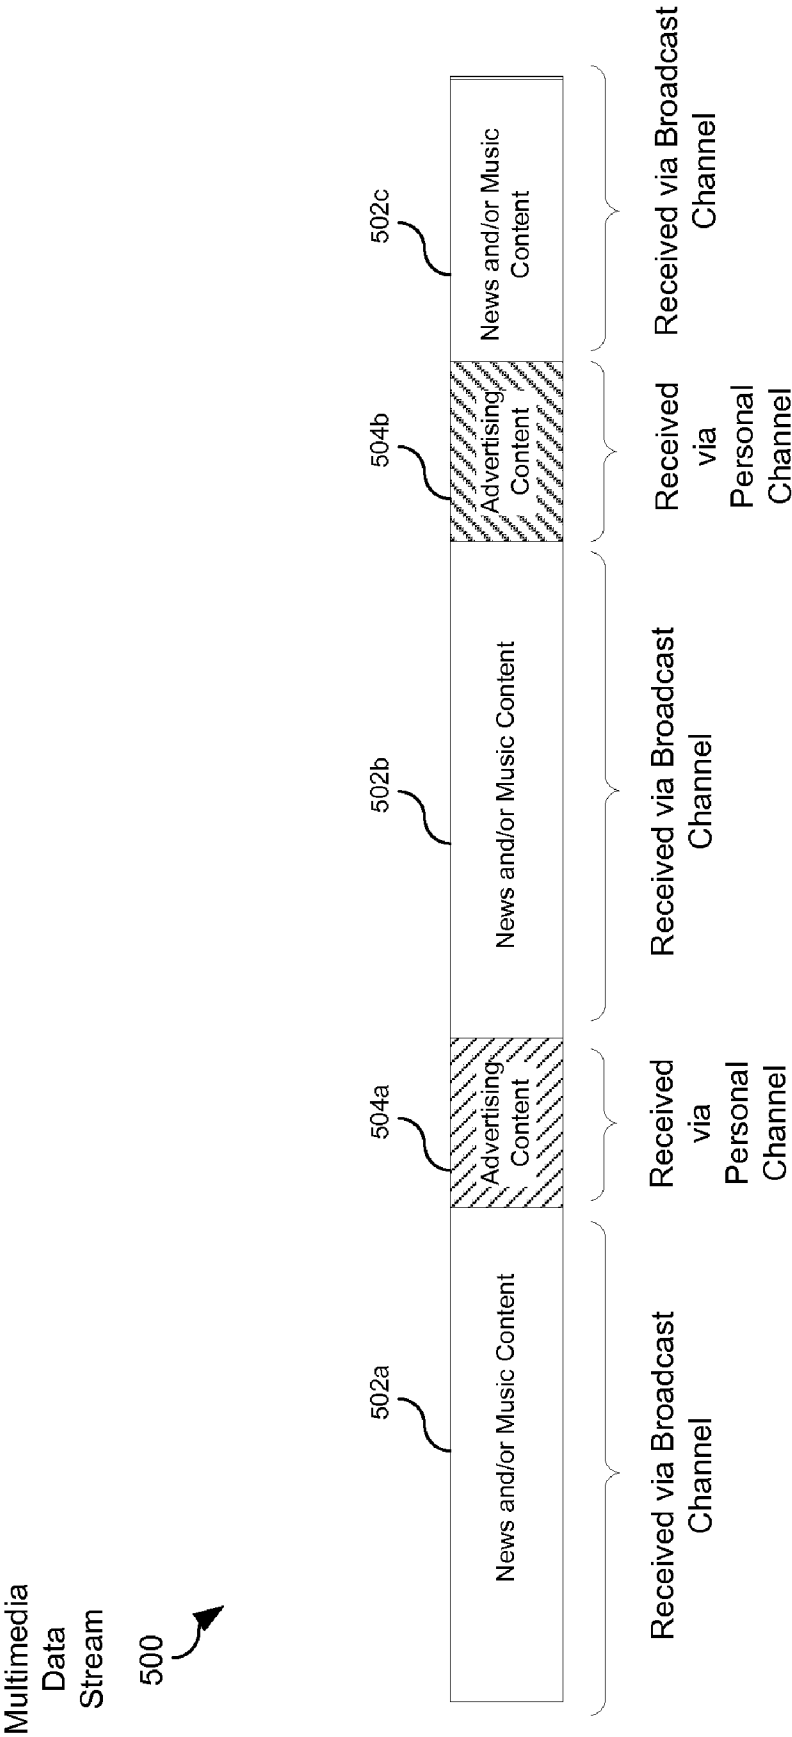 Multimedia
Data
Stream
500
502a
504a
502b
504b
502c
News and/or Music Content
Advertising
Content
News and/or Music Content
Advertising
Content
News and/or Music
Content
Received via Broadcast
Channel
Received
via
Personal
Channel
Received via Broadcast
Channel
Received
via
Personal
Channel
Received via Broadcast
Channel